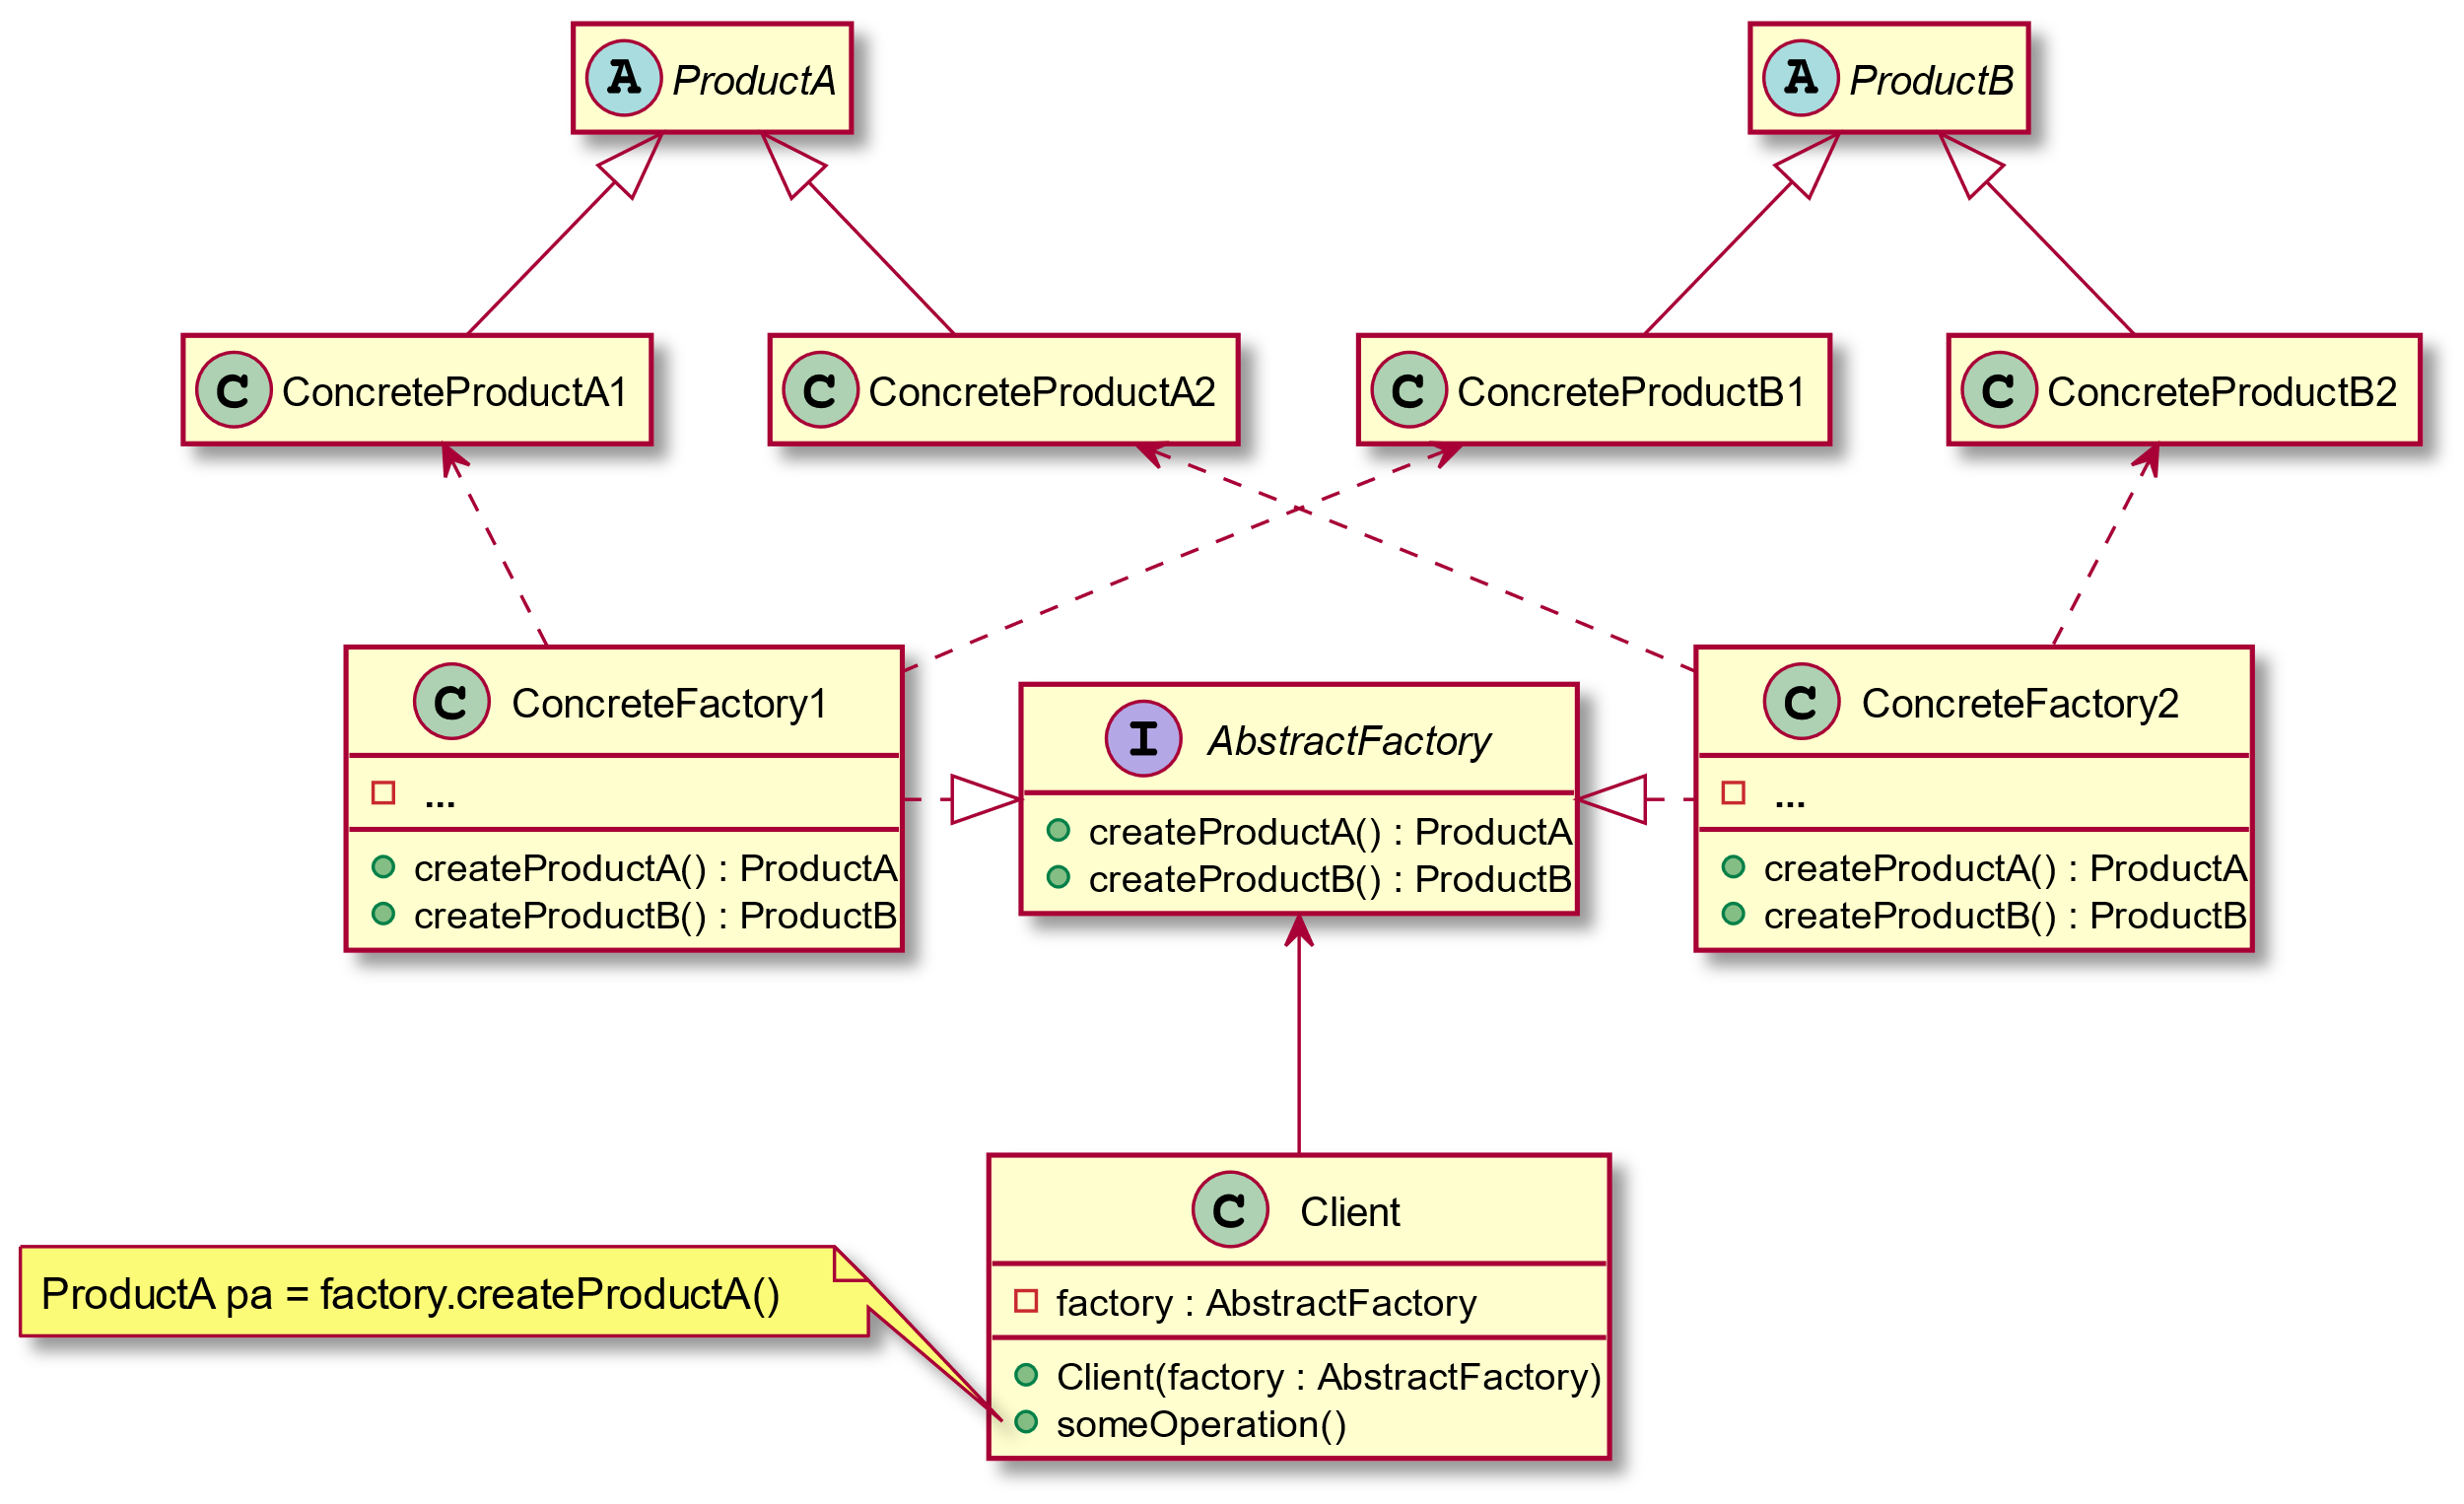 A ProductA
A ProductB
C ConcreteProductA1
C ConcreteProductA2
C ConcreteProductB1
C ConcreteProductB2
C ConcreteFactory1
...
createProductA() : ProductA
createProductB() : ProductB
I AbstractFactory
createProductA() : ProductA
createProductB() : ProductB
C ConcreteFactory2
...
createProductA() : ProductA
createProductB() : ProductB
C Client
factory : AbstractFactory
Client(factory : AbstractFactory)
someOperation()
ProductA pa = factory.createProductA()